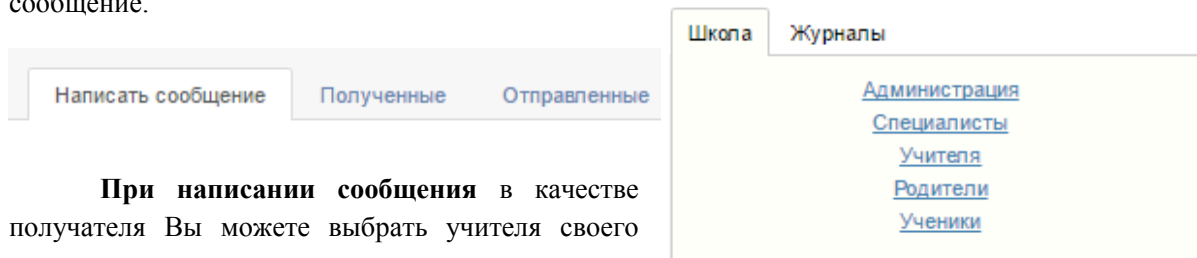 сообщение.
Написать сообщение Полученные Отправленные
При написании сообщения в качестве
получателя Вы можете выбрать учителя своего
Школа Журналы
Администрация
Специалисты
Учителя
Родители
Ученики